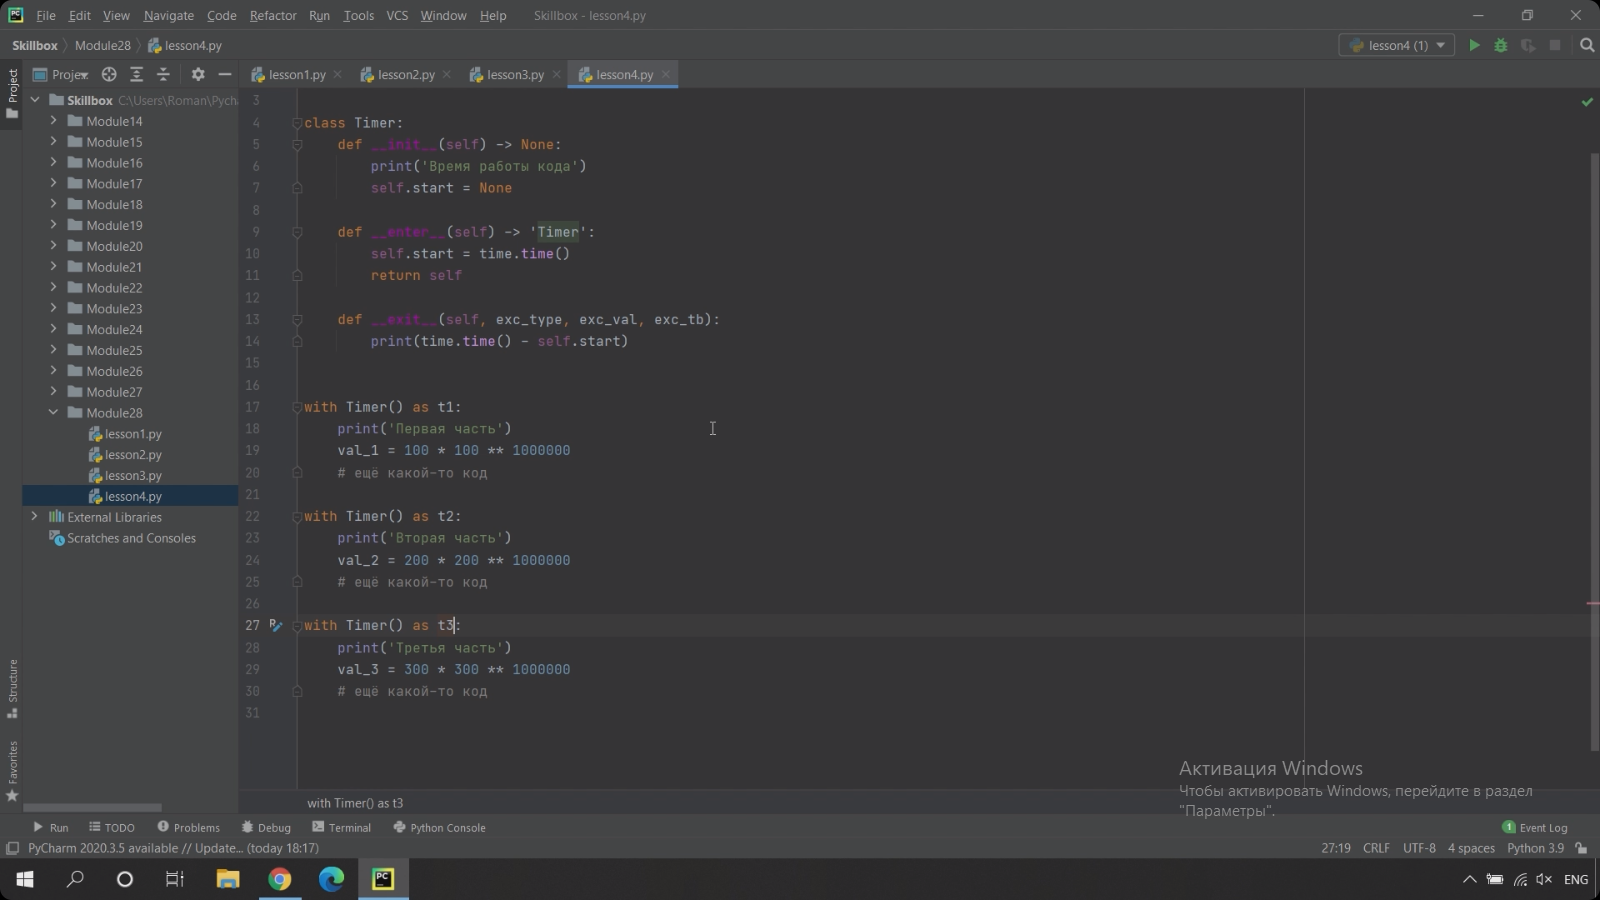 File Edit View Navigate Code Refactor Run Tools VCS Window Help Skillbox - lesson4.py
Skillbox Module28 lesson4.py lesson4 (1)
Project lesson1.py lesson2.py lesson3.py lesson4.py
Project
Skillbox C:\Users\Roman\Pycha
Module14
Module15
Module16
Module17
Module18
Module19
Module20
Module21
Module22
Module23
Module24
Module25
Module26
Module27
Module28
lesson1.py
lesson2.py
lesson3.py
lesson4.py
External Libraries
Scratches and Consoles
Structure
Favorites
3
4 class Timer:
5 def __init__(self) -> None:
6 print('Время работы кода')
7 self.start = None
8
9 def __enter__(self) -> 'Timer':
10 self.start = time.time()
11 return self
12
13 def __exit__(self, exc_type, exc_val, exc_tb):
14 print(time.time() - self.start)
15
16
17 with Timer() as t1:
18 print('Первая часть')
19 val_1 = 100 * 100 ** 1000000
20 # ещё какой-то код
21
22 with Timer() as t2:
23 print('Вторая часть')
24 val_2 = 200 * 200 ** 1000000
25 # ещё какой-то код
26
27 with Timer() as t3:
28 print('Третья часть')
29 val_3 = 300 * 300 ** 1000000
30 # ещё какой-то код
31
Активация Windows
Чтобы активировать Windows, перейдите в раздел
"Параметры".
with Timer() as t3
Run TODO Problems Debug Terminal Python Console 1 Event Log
PyCharm 2020.3.5 available // Update... (today 18:17) 27:19 CRLF UTF-8 4 spaces Python 3.9
ENG